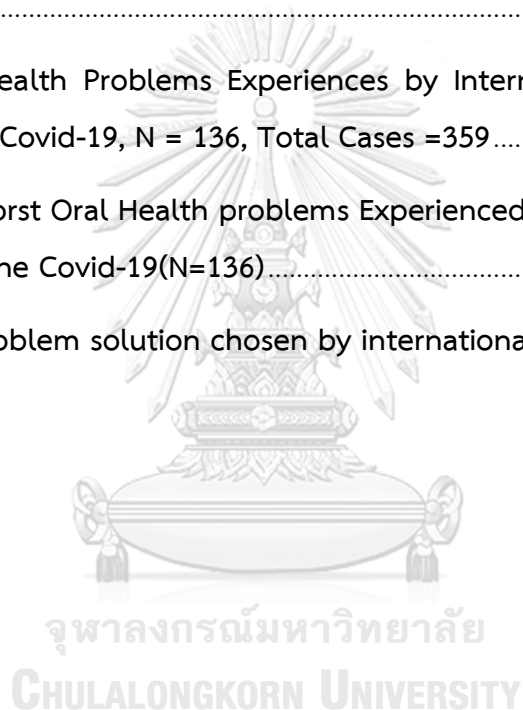 ................................................................................
ealth Problems Experiences by Intern
Covid-19, N = 136, Total Cases =359.....
orst Oral Health problems Experienced
ne Covid-19(N=136)..............................................
oblem solution chosen by international
จุฬาลงกรณ์มหาวิทยาลัย
CHULALONGKORN UNIVERSITY